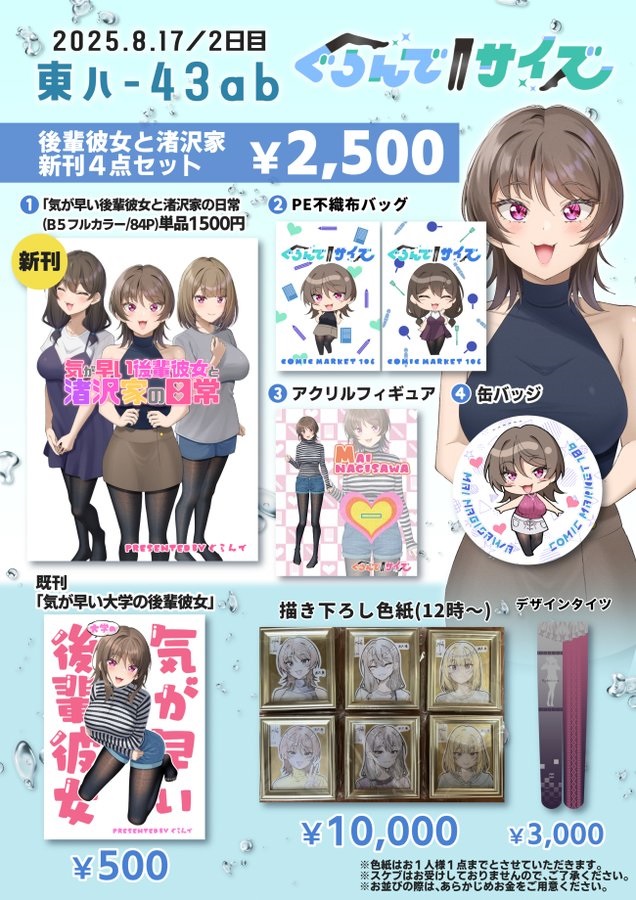 2025.8.17/2日目
東ハ-43ab
ぐろんでサイズ
後輩彼女と渚沢家
新刊4点セット
¥2,500
① 「気が早い後輩彼女と渚沢家の日常
(B5フルカラー/84P)単品1500円
新刊
気が早い後輩彼女と
渚沢家の日常
PRESENTED BY ぐろんで
② PE不織布バッグ
ぐろんでサイズ
COMIC MARKET 106
ぐろんでサイズ
COMIC MARKET 106
③ アクリルフィギュア
MAI
NAGISAWA
ぐろんでサイズ
④ 缶バッジ
MAI NAGISAWA
COMIC MARKET106
既刊
「気が早い大学の後輩彼女」
気が早い
大学の
後輩彼女
PRESENTED BY ぐろんで
¥500
描き下ろし色紙(12時〜)
¥10,000
デザインタイツ
¥3,000
※色紙はお1人様1点までとさせていただきます。
※スケブはお受けしておりませんので、ご了承ください。
※お並びの際は、あらかじめお金をご用意ください。